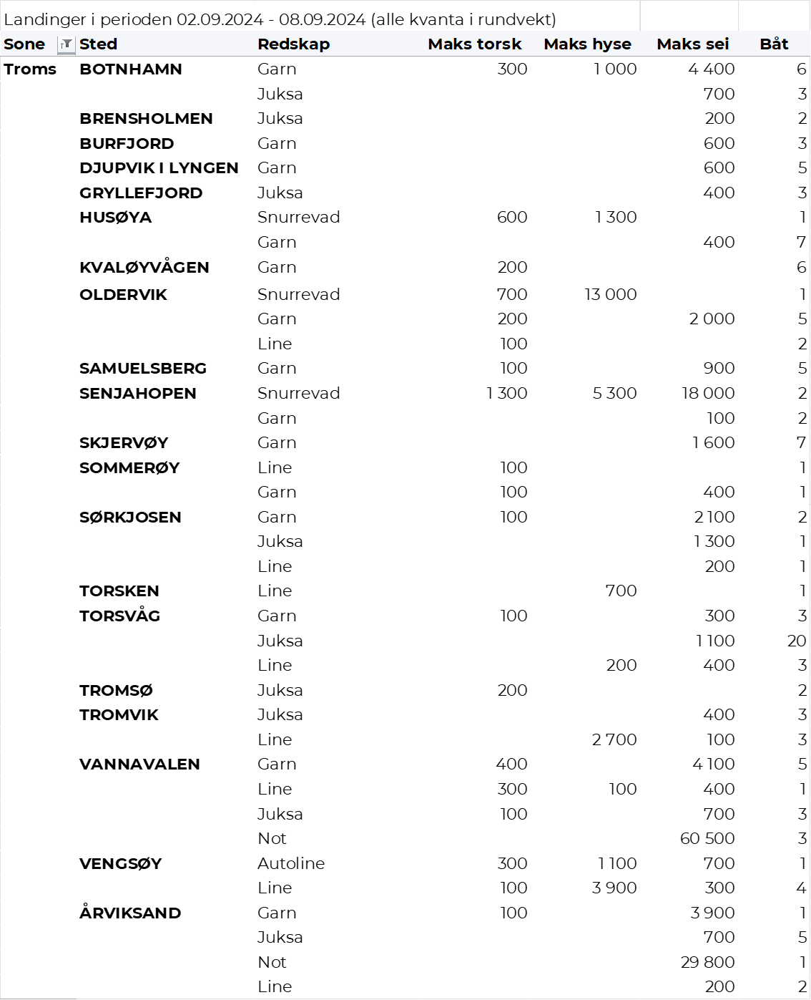 Landinger i perioden 02.09.2024 - 08.09.2024 (alle kvanta i rundvekt)
Sone Sted Redskap Maks torsk Maks hyse Maks sei Båt
Troms BOTNHAMN Garn 300 1 000 4 400 6
Juksa 700 3
BRENSHOLMEN Juksa 200 2
BURFJORD Garn 600 3
DJUPVIK I LYNGEN Garn 600 5
GRYLLEFJORD Juksa 400 3
HUSØYA Snurrevad 600 1 300 1
Garn 400 7
KVALØYVÅGEN Garn 200 6
OLDERVIK Snurrevad 700 13 000 1
Garn 200 2 000 5
Line 100 2
SAMUELSBERG Garn 100 900 5
SENJAHOPEN Snurrevad 1 300 5 300 18 000 2
Garn 100 2
SKJERVØY Garn 1 600 7
SOMMERØY Line 100 1
Garn 100 400 1
SØRKJOSEN Garn 100 2 100 2
Juksa 1 300 1
Line 200 1
TORSKEN Line 700 1
TORSVÅG Garn 100 300 3
Juksa 1 100 20
Line 200 400 3
TROMSØ Juksa 200 2
TROMVIK Juksa 400 3
Line 2 700 100 3
VANNAVALEN Garn 400 4 100 5
Line 300 100 400 1
Juksa 100 700 3
Not 60 500 3
VENGSØY Autoline 300 1 100 700 1
Line 100 3 900 300 4
ÅRVIKSAND Garn 100 3 900 1
Juksa 700 5
Not 29 800 1
Line 200 2